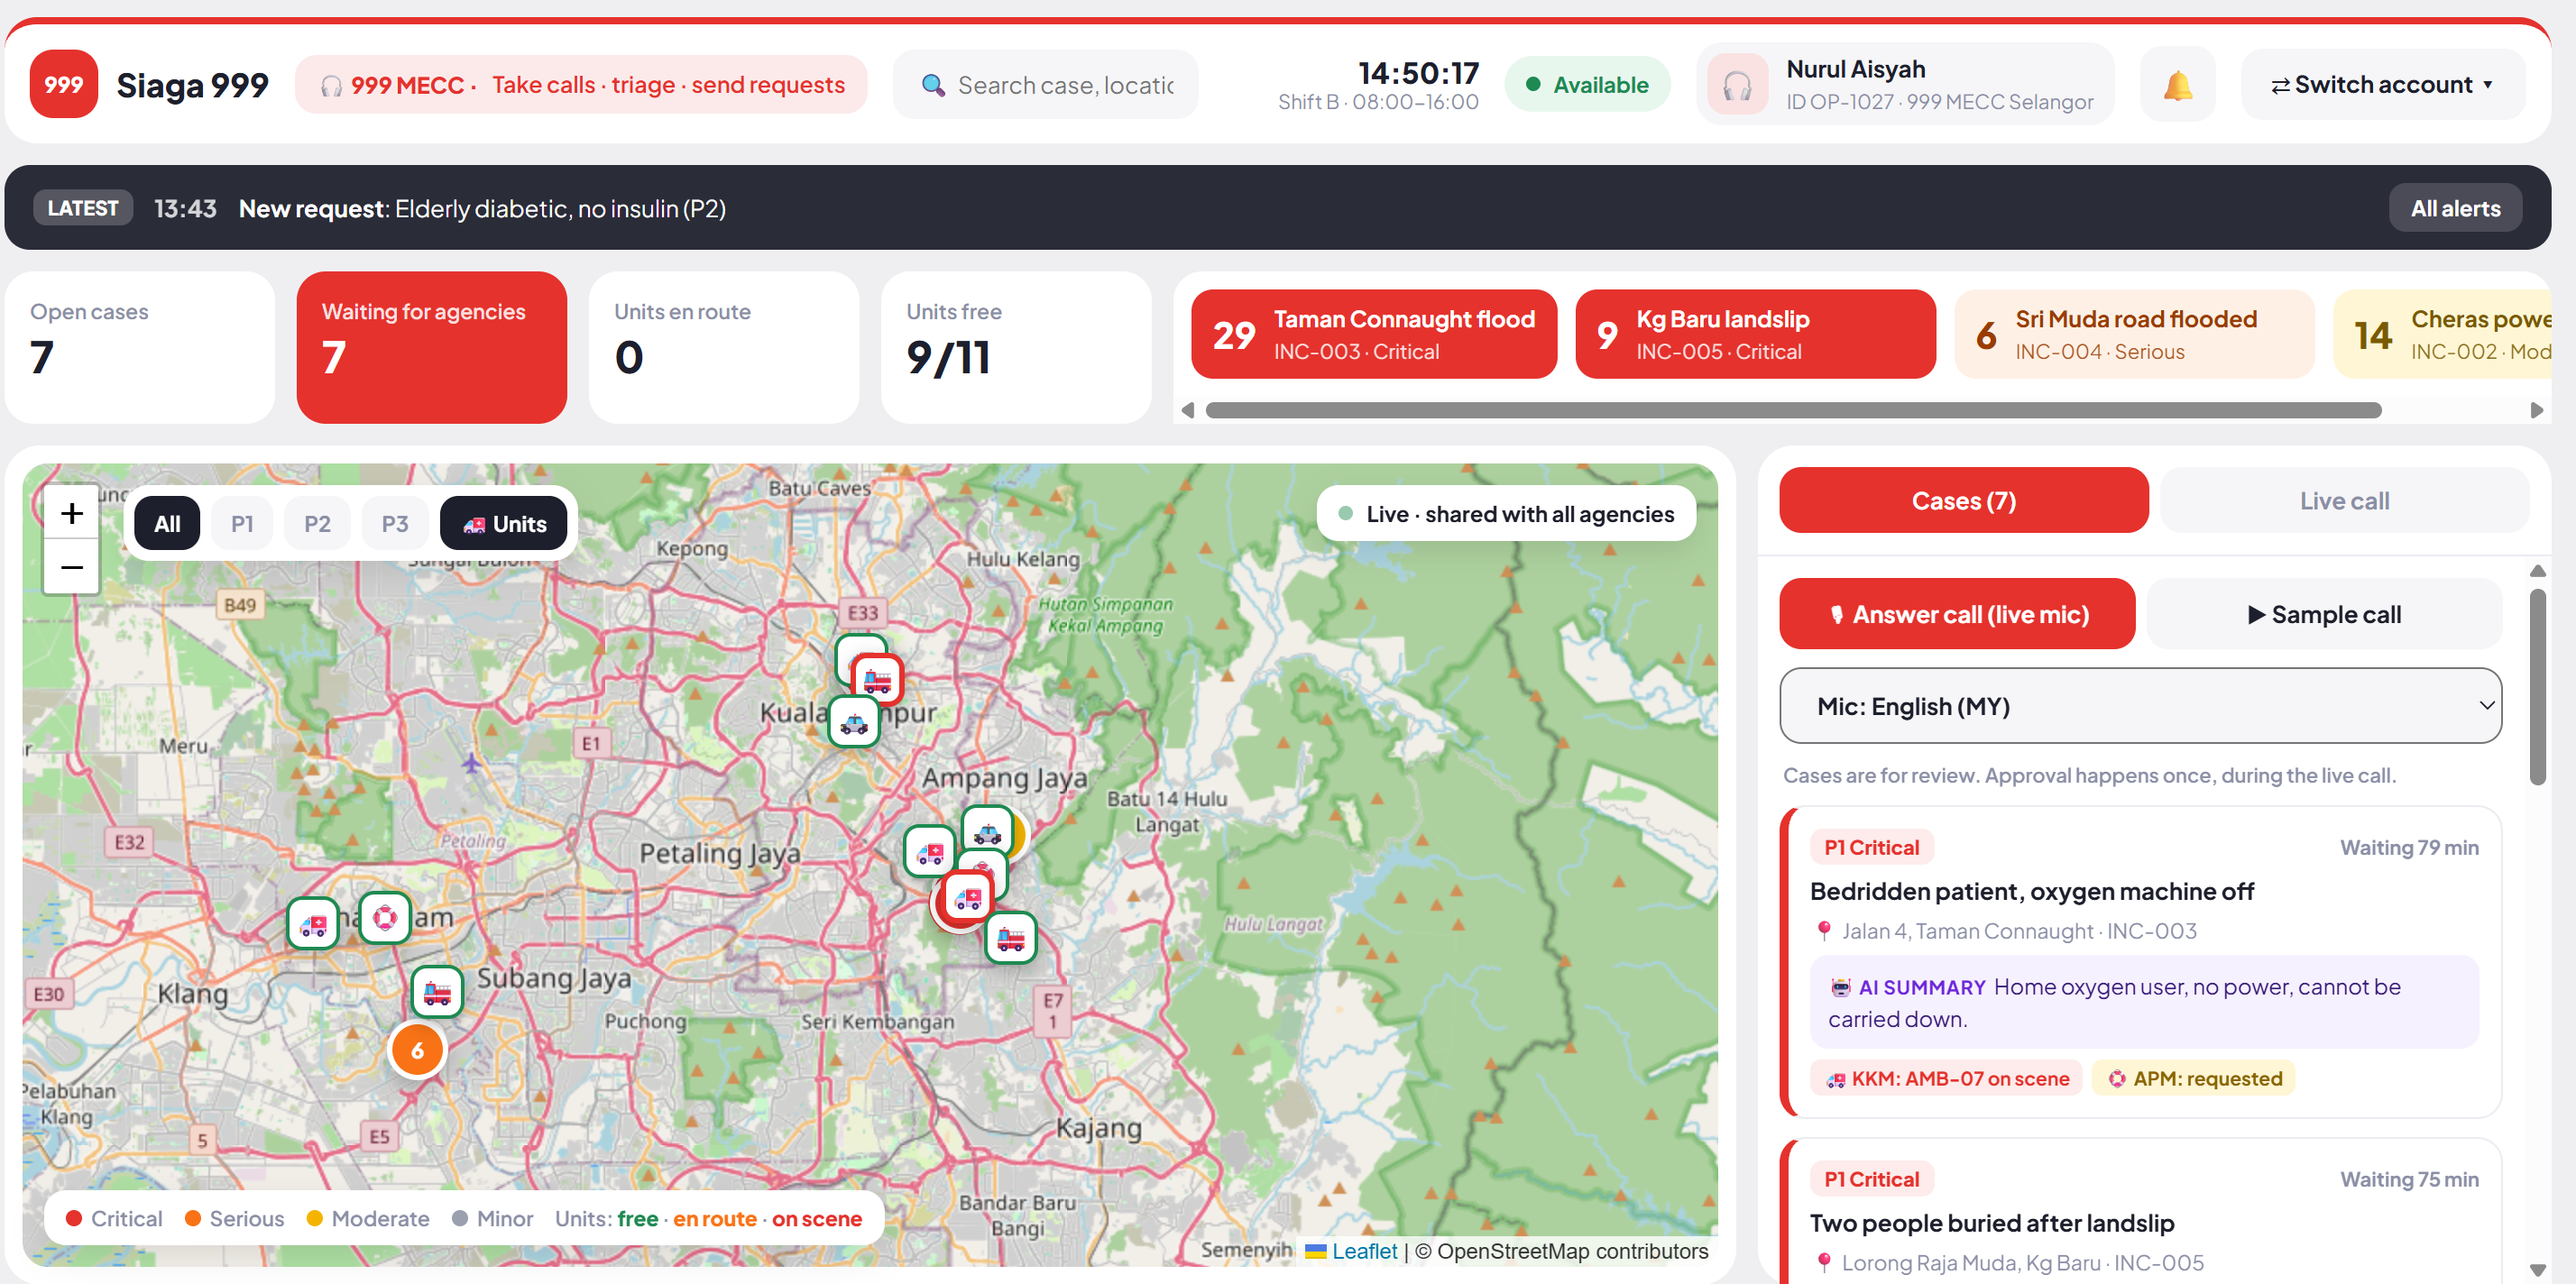 999
Siaga 999
999 MECC · Take calls · triage · send requests
Search case, locatic
14:50:17
Shift B · 08:00–16:00
Available
Nurul Aisyah
ID OP-1027 · 999 MECC Selangor
Switch account
LATEST 13:43 New request: Elderly diabetic, no insulin (P2)
All alerts
Open cases
7
Waiting for agencies
7
Units en route
0
Units free
9/11
29 Taman Connaught flood
INC-003 · Critical
9 Kg Baru landslip
INC-005 · Critical
6 Sri Muda road flooded
INC-004 · Serious
14 Cheras powe
INC-002 · Mod
+
−
All P1 P2 P3 Units
Live · shared with all agencies
Batu Caves
Kepong
Hulu Kelang
B49
E33
Hutan Simpanan
Kekal Ampang
Kuala
Meru
E1
Ampang Jaya
Batu 14 Hulu
Langat
E32
Petaling
Petaling Jaya
Hulu Langat
Subang Jaya
E30
Klang
Puchong
Seri Kembangan
E7
1
6
Pelabuhan
Klang
5
E5
Kajang
Bandar Baru
Bangi
Semenyih
Critical Serious Moderate Minor Units: free · en route · on scene
Leaflet | © OpenStreetMap contributors
Cases (7)
Live call
Answer call (live mic)
Sample call
Mic: English (MY)
Cases are for review. Approval happens once, during the live call.
P1 Critical
Waiting 79 min
Bedridden patient, oxygen machine off
Jalan 4, Taman Connaught · INC-003
AI SUMMARY Home oxygen user, no power, cannot be
carried down.
KKM: AMB-07 on scene
APM: requested
P1 Critical
Waiting 75 min
Two people buried after landslip
Lorong Raja Muda, Kg Baru · INC-005